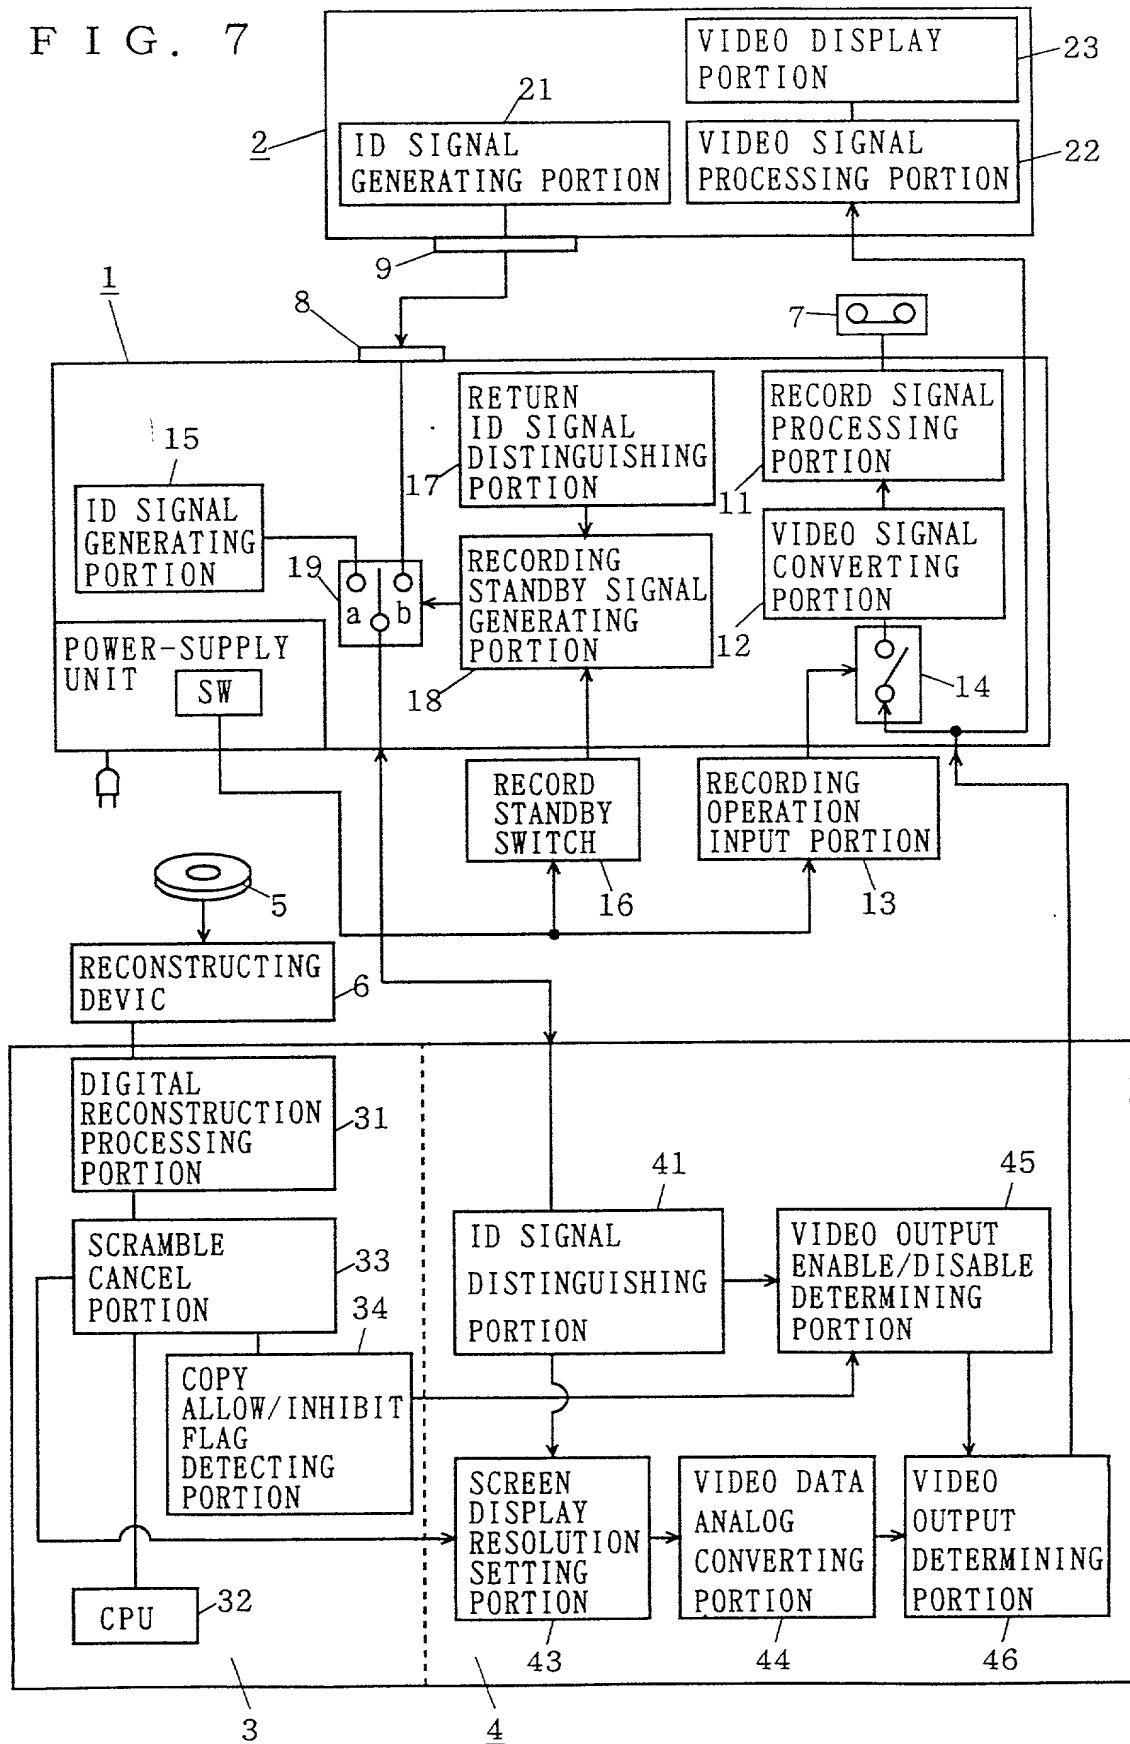 FIG. 7
VIDEO DISPLAY
PORTION
23
21
ID SIGNAL
GENERATING PORTION
2
VIDEO SIGNAL
PROCESSING PORTION
22
9
1
8
7
RETURN
ID SIGNAL
DISTINGUISHING
PORTION
17
RECORD SIGNAL
PROCESSING
PORTION
11
15
ID SIGNAL
GENERATING
PORTION
19
a
b
RECORDING
STANDBY SIGNAL
GENERATING
PORTION
18
VIDEO SIGNAL
CONVERTING
PORTION
12
14
POWER-SUPPLY
UNIT
SW
RECORD
STANDBY
SWITCH
16
RECORDING
OPERATION
INPUT PORTION
13
5
RECONSTRUCTING
DEVIC
6
DIGITAL
RECONSTRUCTION
PROCESSING
PORTION
31
SCRAMBLE
CANCEL
PORTION
33
34
COPY
ALLOW/INHIBIT
FLAG
DETECTING
PORTION
CPU
32
3
41
ID SIGNAL
DISTINGUISHING
PORTION
45
VIDEO OUTPUT
ENABLE/DISABLE
DETERMINING
PORTION
SCREEN
DISPLAY
RESOLUTION
SETTING
PORTION
43
VIDEO DATA
ANALOG
CONVERTING
PORTION
44
VIDEO
OUTPUT
DETERMINING
PORTION
46
4